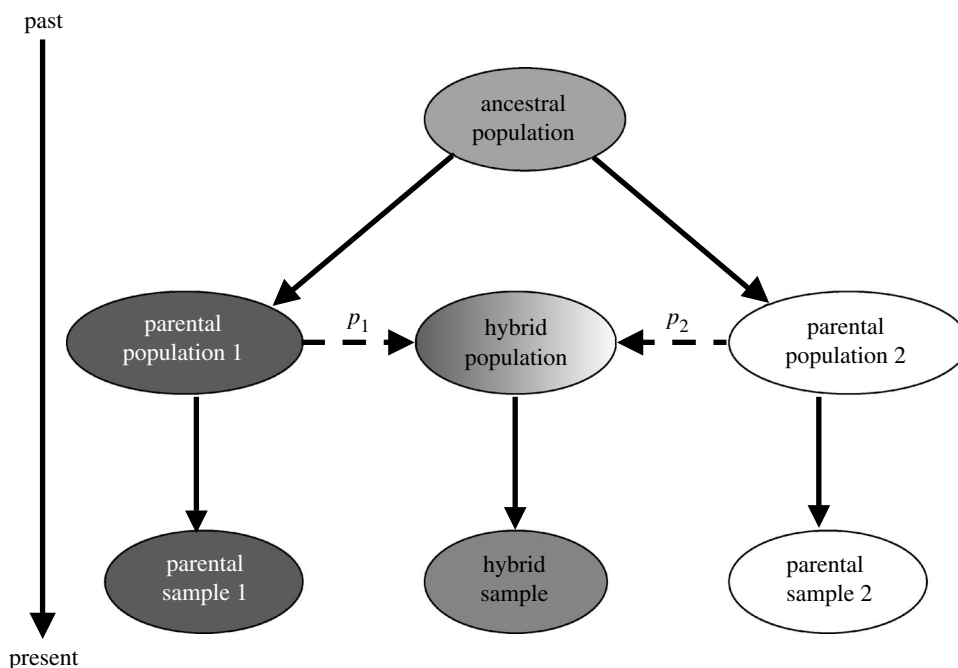 past
ancestral
population
parental
population 1
p1
hybrid
population
p2
parental
population 2
parental
sample 1
hybrid
sample
parental
sample 2
present